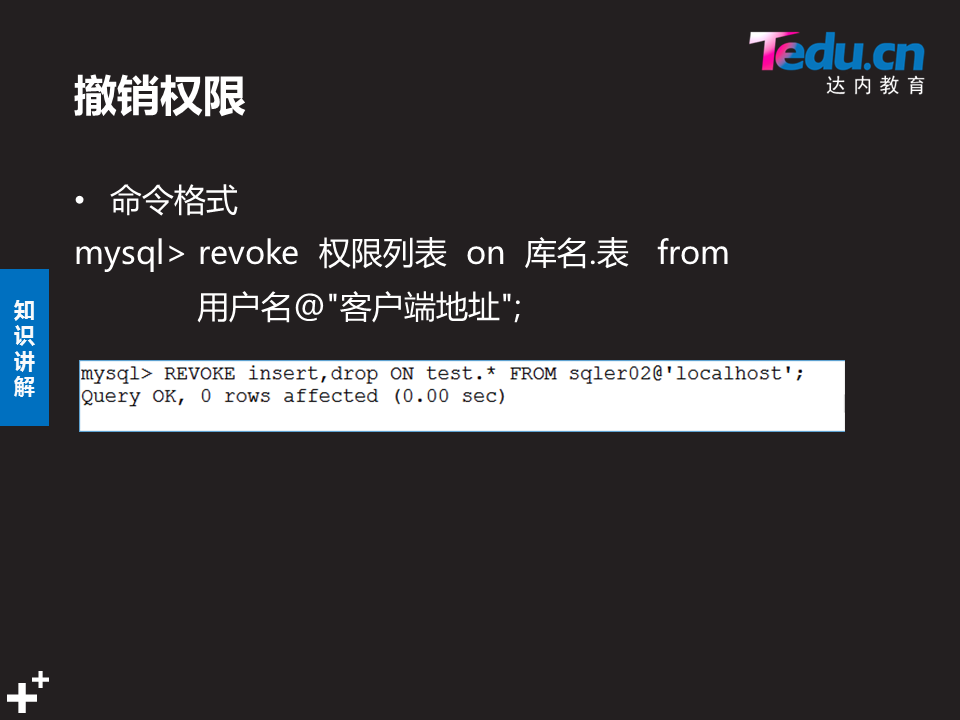 Tedu.cn
达内教育
撤销权限
• 命令格式
mysql> revoke 权限列表 on 库名.表 from
用户名@"客户端地址";
知识讲解
mysql> REVOKE insert,drop ON test.* FROM sqler02@'localhost';
Query OK, 0 rows affected (0.00 sec)